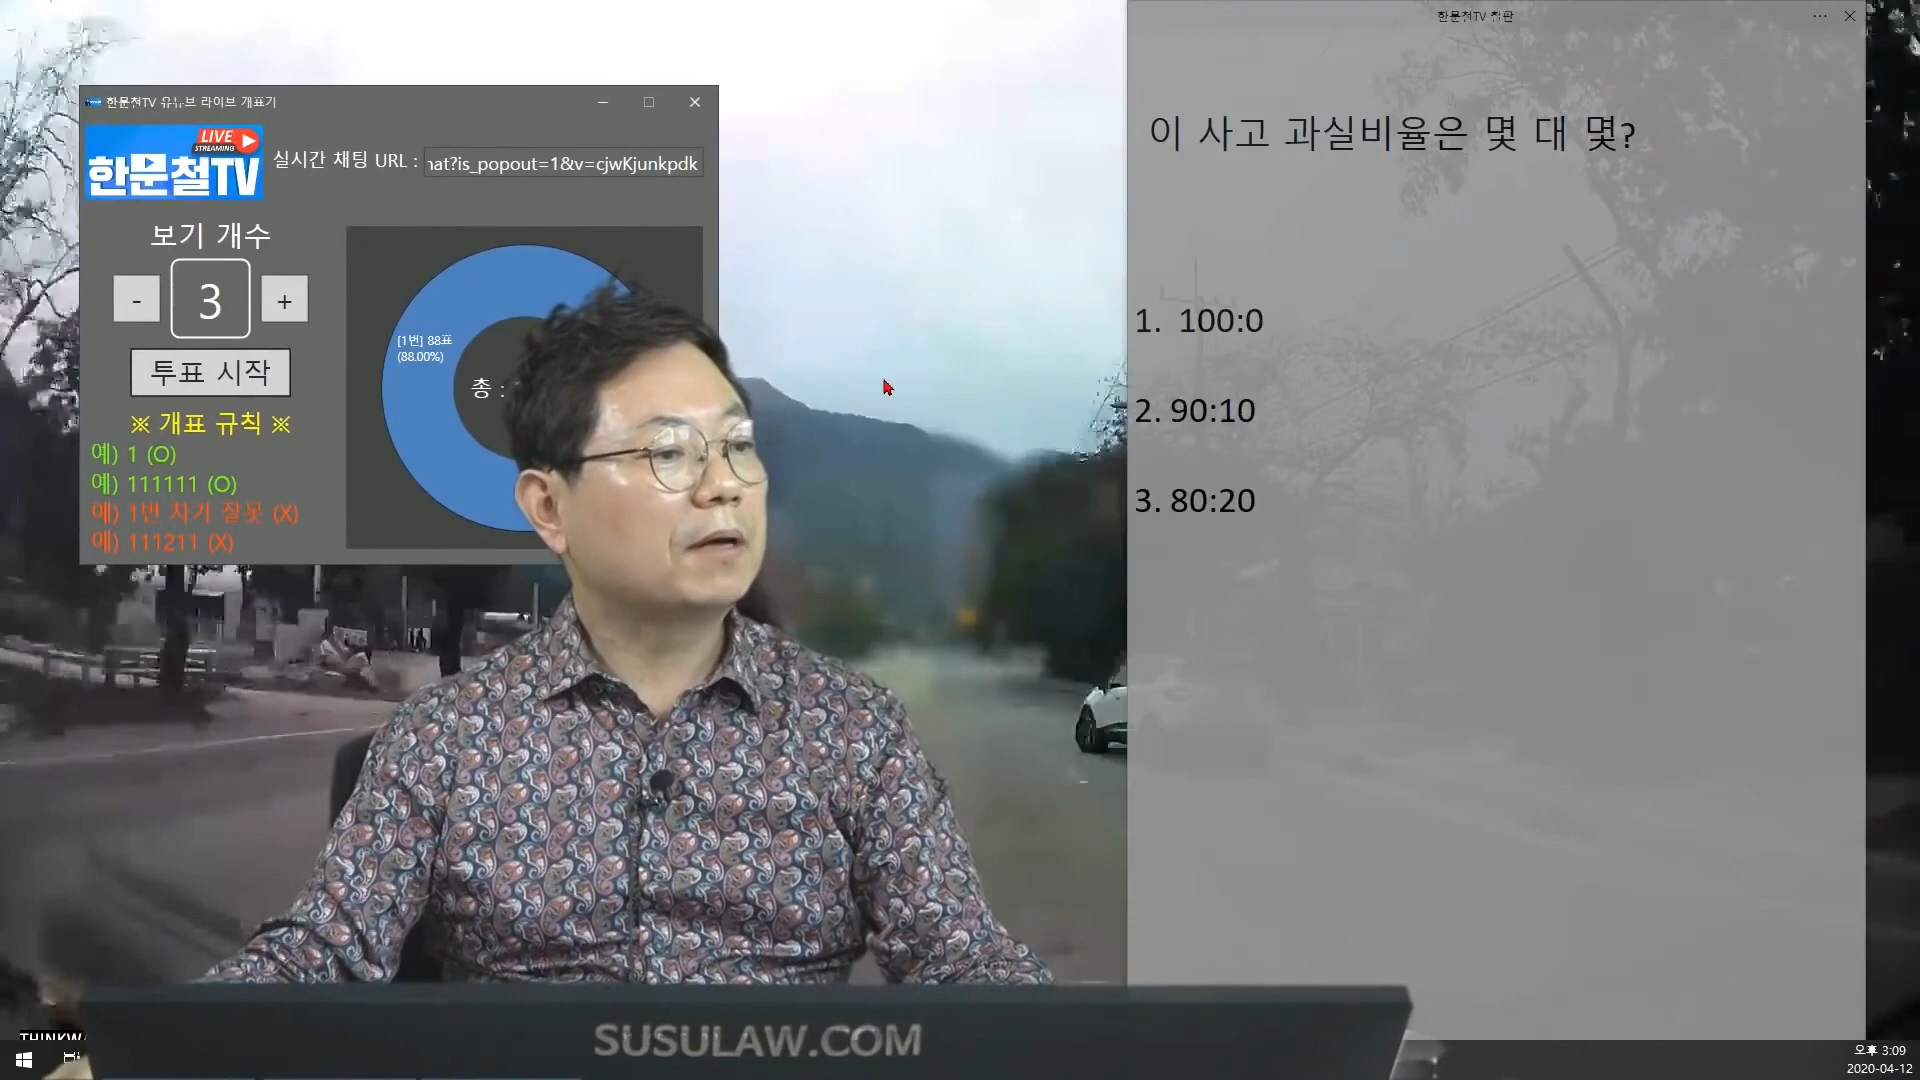 한문철TV 칠판
한문철TV 유튜브 라이브 개표기
LIVE
STREAMING
한문철TV
실시간 채팅 URL :
nat?is_popout=1&v=cjwKjunkpdk
이 사고 과실비율은 몇 대 몇?
보기 개수
-
3
+
투표 시작
[1번] 88표
(88.00%)
총 :
※ 개표 규칙 ※
예) 1 (O)
예) 111111 (O)
예) 1번 차가 잘못 (X)
예) 111211 (X)
1. 100:0
2. 90:10
3. 80:20
SUSULAW.COM
오후 3:09
2020-04-12